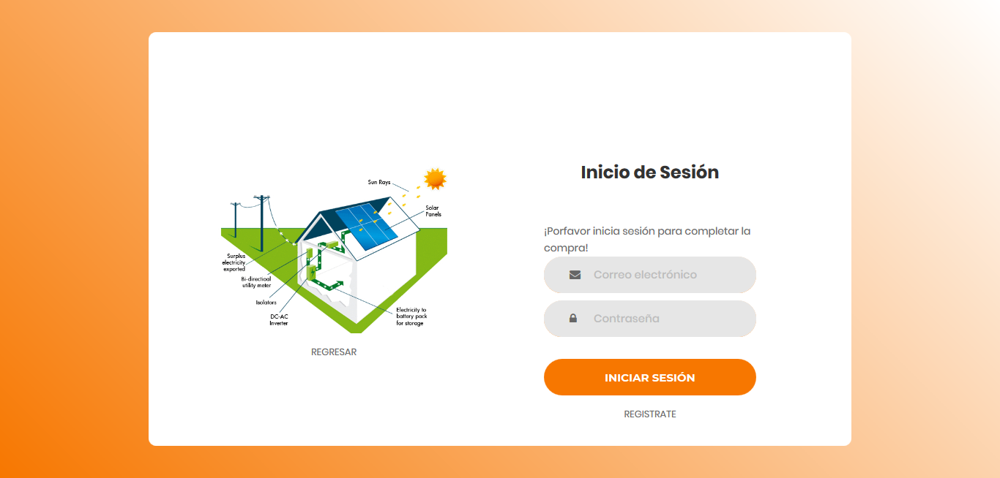 Sun Rays
Solar
Panels
Surplus
electricity
exported
Bi-directioal
utility meter
Isolators
DC-AC
Inverter
Electricity to
battery pack
for storage
REGRESAR
Inicio de Sesión
¡Porfavor inicia sesión para completar la
compra!
Correo electrónico
Contraseña
INICIAR SESIÓN
REGISTRATE